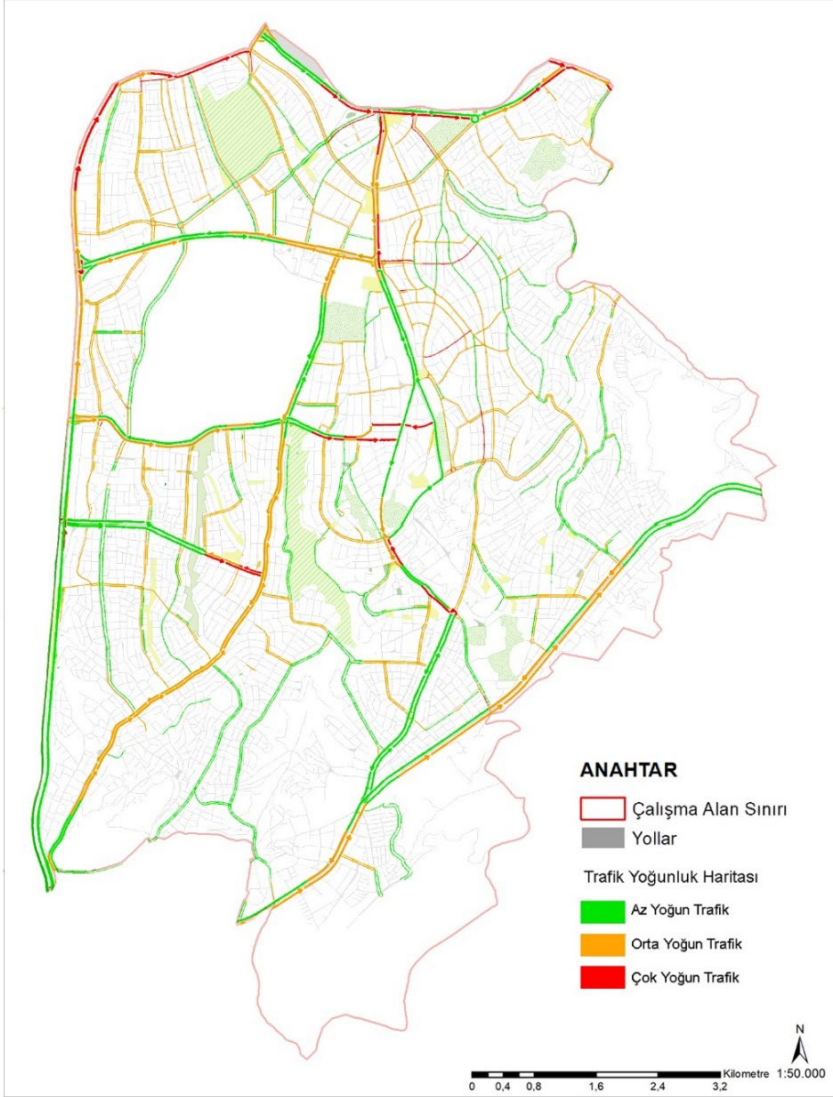 ANAHTAR
Çalışma Alan Sınırı
Yollar
Trafik Yoğunluk Haritası
Az Yoğun Trafik
Orta Yoğun Trafik
Çok Yoğun Trafik
N
Kilometre 1:50.000
0 0,4 0,8 1,6 2,4 3,2